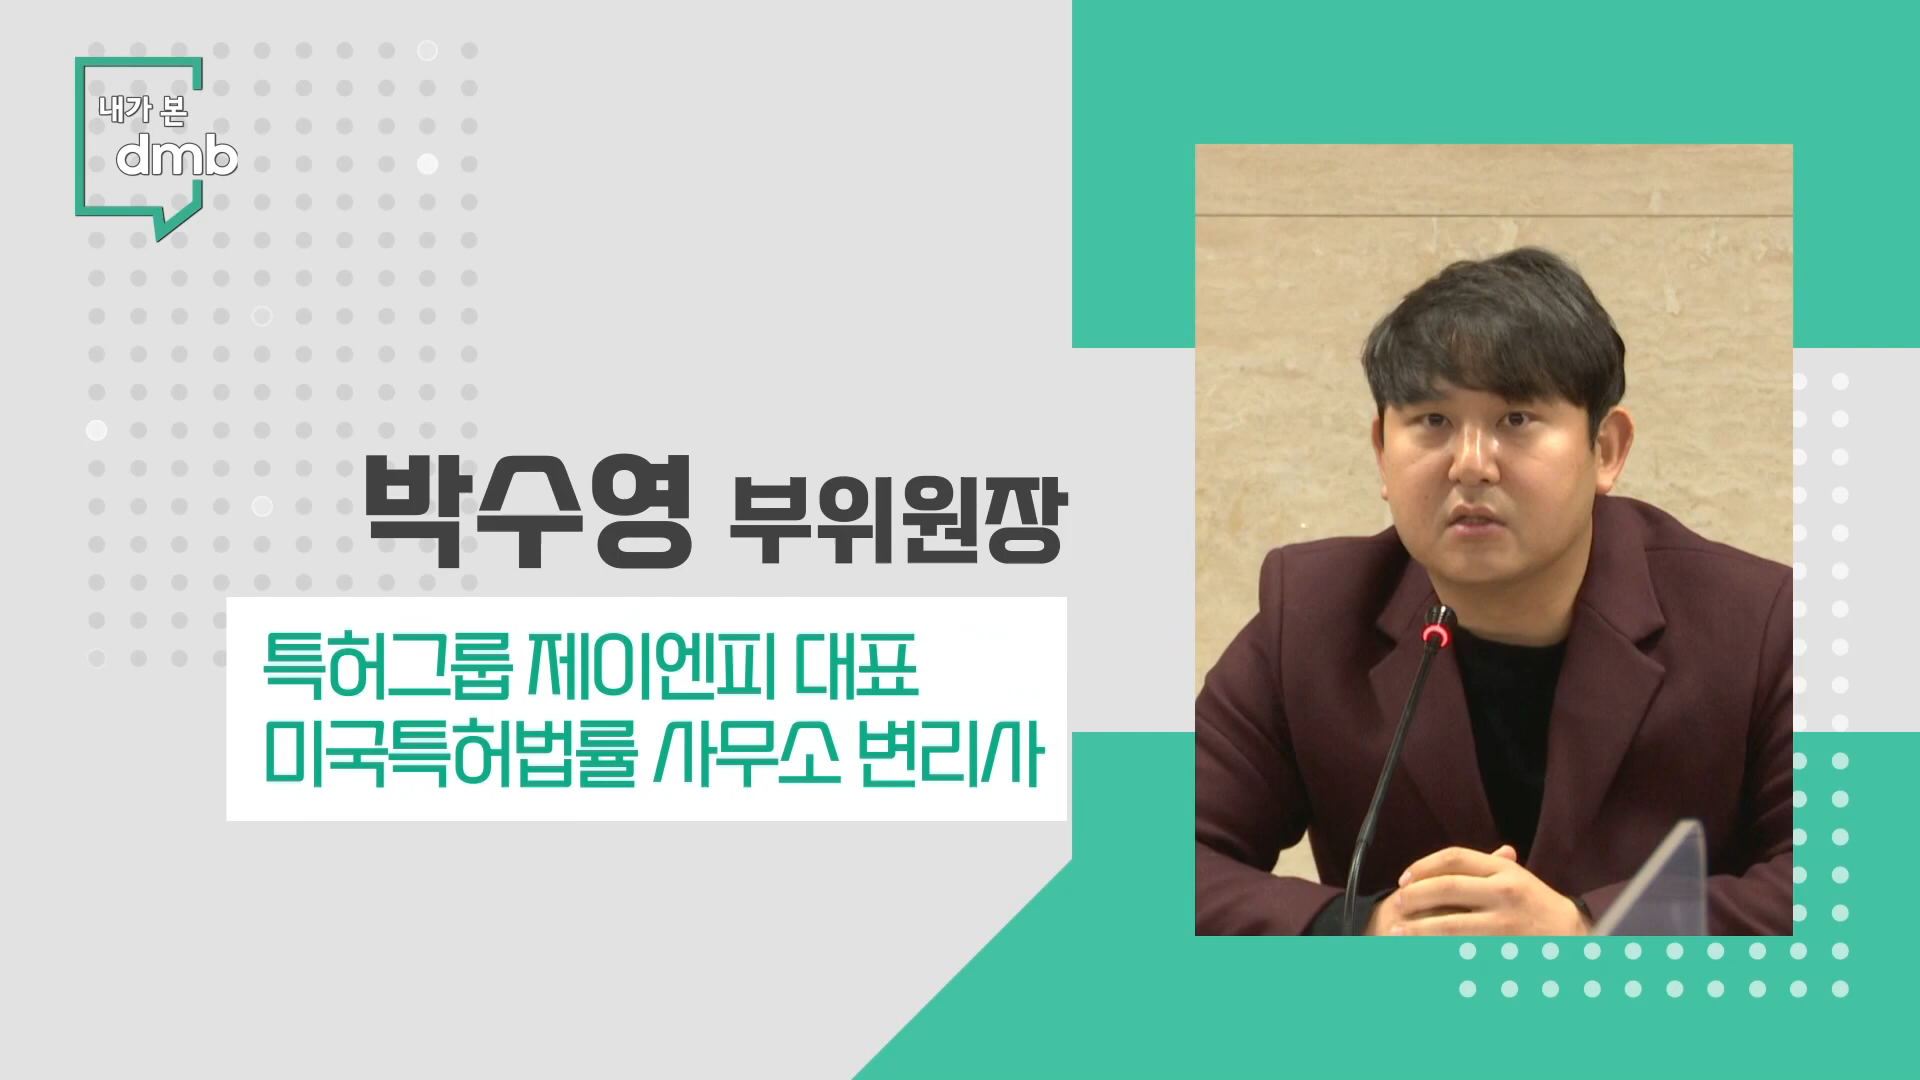 내가 본
dmb
박수영 부위원장
특허그룹 제이엔피 대표
미국특허법률 사무소 변리사